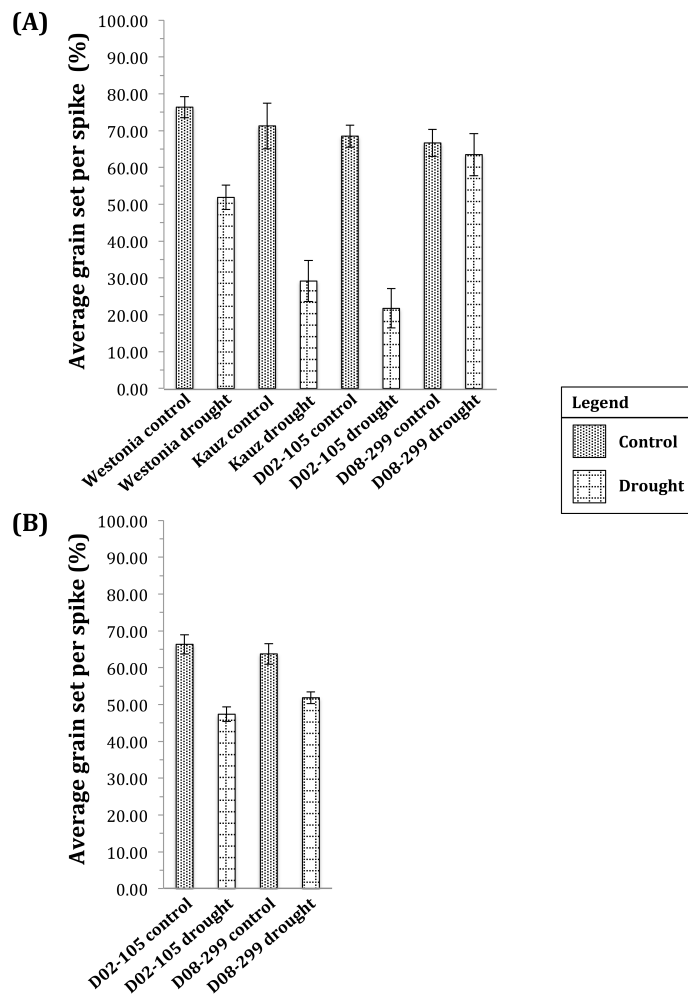 (A)
Average grain set per spike (%)
100.00
90.00
80.00
70.00
60.00
50.00
40.00
30.00
20.00
10.00
0.00
Westonia control
Westonia drought
Kauz control
Kauz drought
D02-105 control
D02-105 drought
D08-299 control
D08-299 drought
Legend
Control
Drought
(B)
Average grain set per spike (%)
100.00
90.00
80.00
70.00
60.00
50.00
40.00
30.00
20.00
10.00
0.00
D02-105 control
D02-105 drought
D08-299 control
D08-299 drought